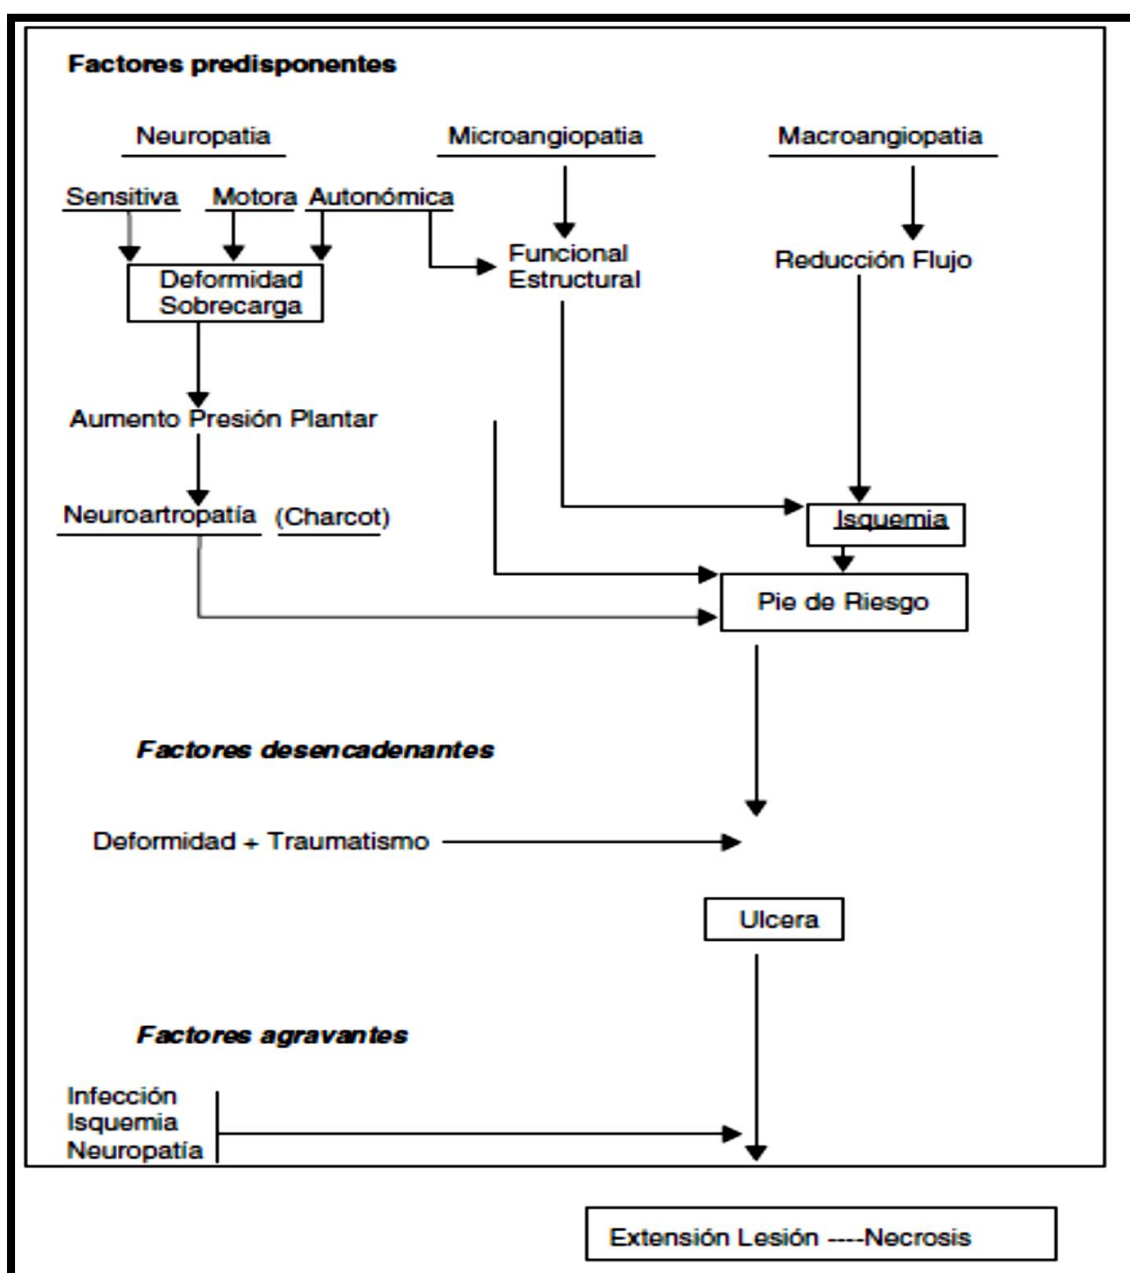 Factores predisponentes
Neuropatia Microangiopatia Macroangiopatia
Sensitiva Motora Autonómica
Funcional
Estructural
Reducción Flujo
Deformidad
Sobrecarga
Aumento Presión Plantar
Neuroartropatía (Charcot)
Isquemia
Pie de Riesgo
Factores desencadenantes
Deformidad + Traumatismo
Ulcera
Factores agravantes
Infección
Isquemia
Neuropatía
Extensión Lesión ----Necrosis